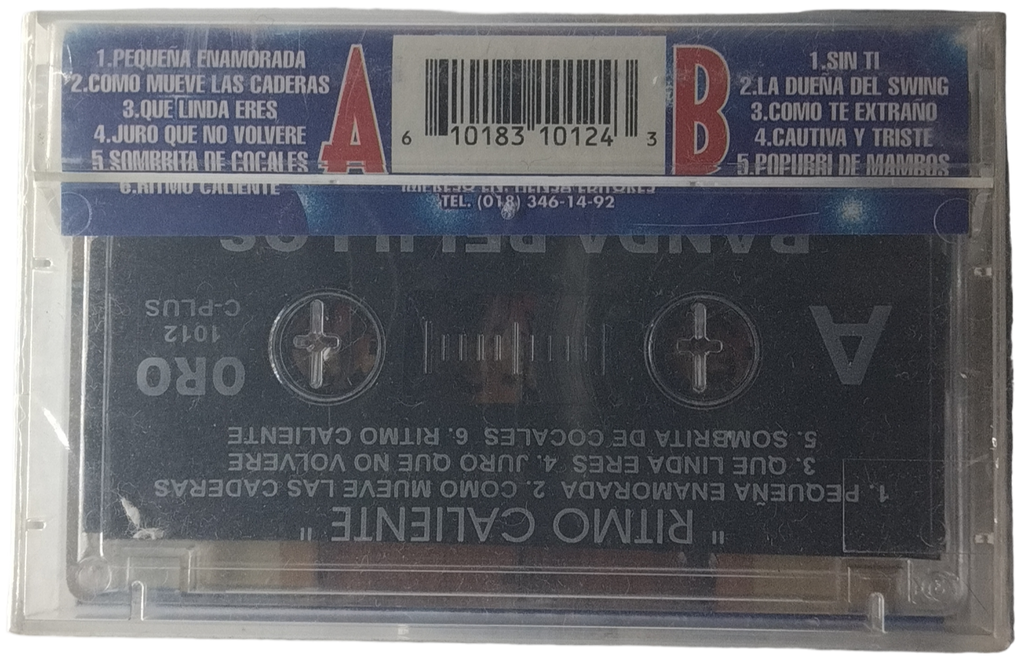 1.PEQUEÑA ENAMORADA
2.COMO MUEVE LAS CADERAS
3.QUE LINDA ERES
4.JURO QUE NO VOLVERE
5.SOMBRITA DE COCALES
6.RITMO CALIENTE
A
6 10183 10124 3
B
1.SIN TI
2.LA DUEÑA DEL SWING
3.COMO TE EXTRAÑO
4.CAUTIVA Y TRISTE
5.POPURRI DE MAMBOS
TEL. (018) 346-14-92
" RITMO CALIENTE "
1. PEQUEÑA ENAMORADA 2. COMO MUEVE LAS CADERAS
3. QUE LINDA ERES 4. JURO QUE NO VOLVERE
5. SOMBRITA DE COCALES 6. RITMO CALIENTE
A
ORO
1012
C-PLUS
BANDA PELILLOS